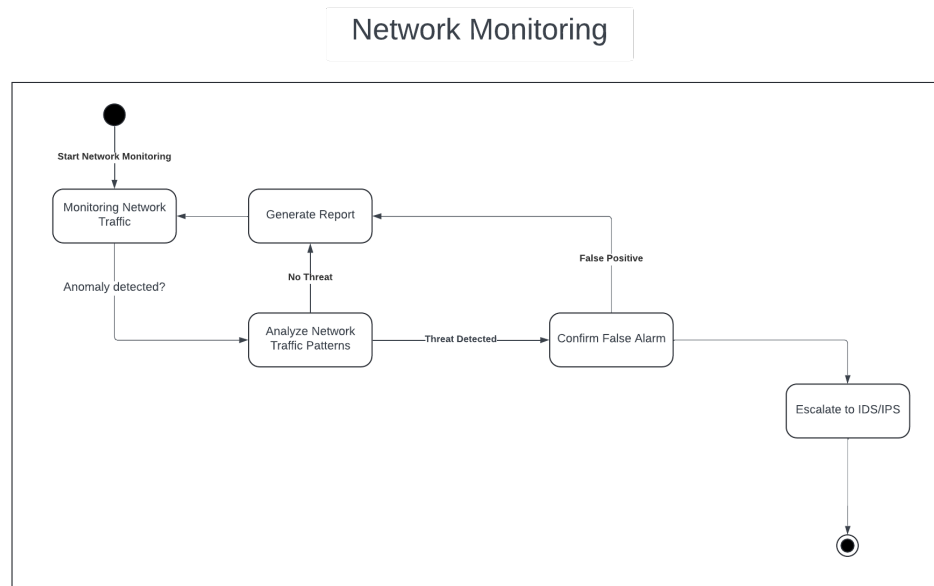 Network Monitoring
Start Network Monitoring
Monitoring Network
Traffic
Generate Report
False Positive
No Threat
Anomaly detected?
Analyze Network
Traffic Patterns
Threat Detected
Confirm False Alarm
Escalate to IDS/IPS